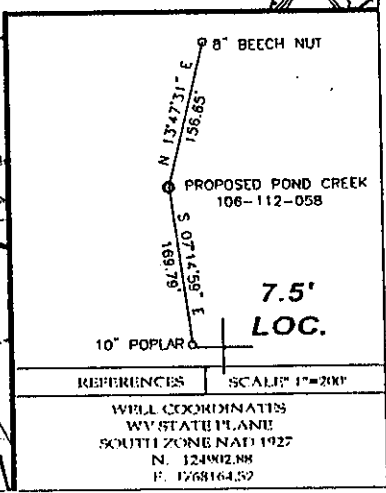 8" BEECH NUT
N 13°47'31" E
156.65'
PROPOSED POND CREEK
106-112-058
S 07°14'59" E
169.79'
7.5'
LOC.
10" POPLAR
REFERENCES
SCALE" 1"=200'
WELL COORDINATES
WV STATE PLANE
SOUTH ZONE NAD 1927
N. 124902.88
E. 1768164.52